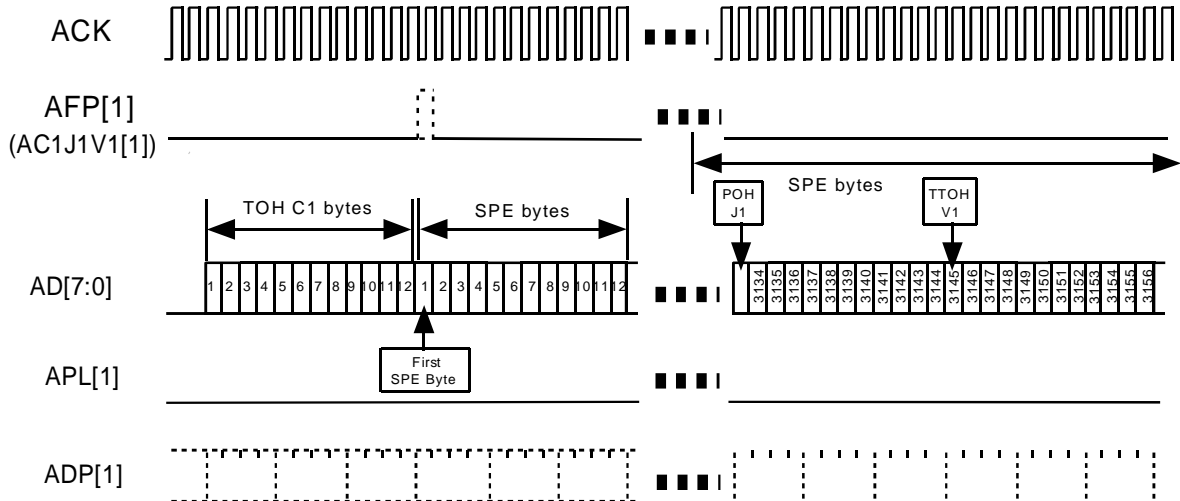 ACK
AFP[1]
(AC1J1V1[1])
SPE bytes
POH
J1
TTOH
V1
TOH C1 bytes
SPE bytes
AD[7:0]
1 2 3 4 5 6 7 8 9 10 11 12 1 2 3 4 5 6 7 8 9 10 11 12
3134 3135 3136 3137 3138 3139 3140 3141 3142 3143 3144 3145 3146 3147 3148 3149 3150 3151 3152 3153 3154 3155 3156
First
SPE Byte
APL[1]
ADP[1]